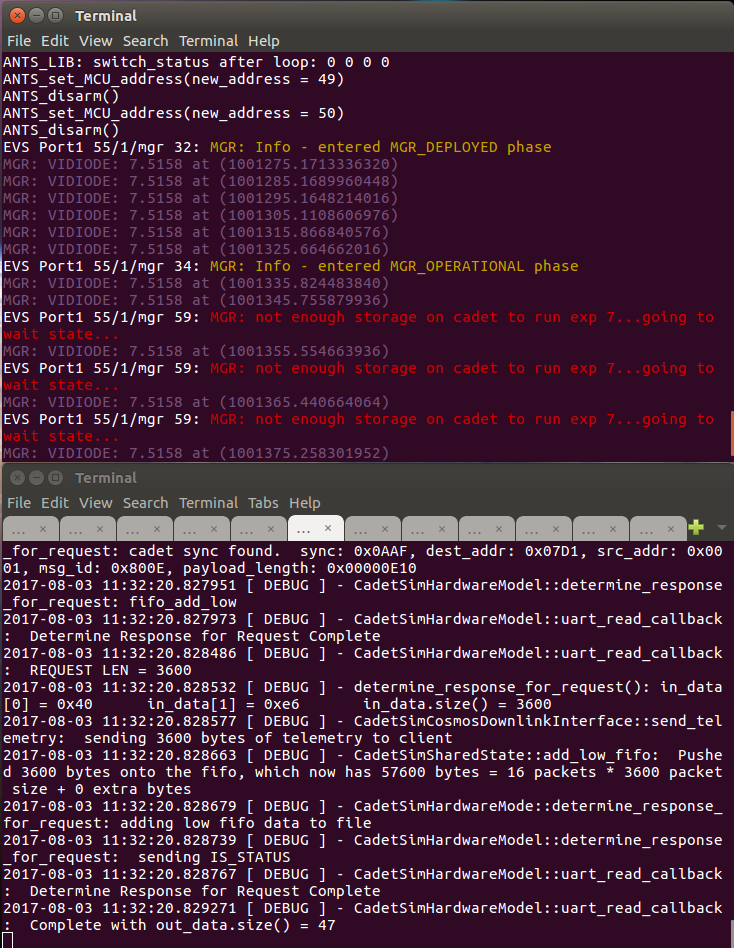 Terminal
File Edit View Search Terminal Help
ANTS_LIB: switch_status after loop: 0 0 0 0
ANTS_set_MCU_address(new_address = 49)
ANTS_disarm()
ANTS_set_MCU_address(new_address = 50)
ANTS_disarm()
EVS Port1 55/1/mgr 32: MGR: Info - entered MGR_DEPLOYED phase
MGR: VIDIODE: 7.5158 at (1001275.1713336320)
MGR: VIDIODE: 7.5158 at (1001285.1689960448)
MGR: VIDIODE: 7.5158 at (1001295.1648214016)
MGR: VIDIODE: 7.5158 at (1001305.1108606976)
MGR: VIDIODE: 7.5158 at (1001315.866840576)
MGR: VIDIODE: 7.5158 at (1001325.664662016)
EVS Port1 55/1/mgr 34: MGR: Info - entered MGR_OPERATIONAL phase
MGR: VIDIODE: 7.5158 at (1001335.824483840)
MGR: VIDIODE: 7.5158 at (1001345.755879936)
EVS Port1 55/1/mgr 59: MGR: not enough storage on cadet to run exp 7...going to
wait state...
MGR: VIDIODE: 7.5158 at (1001355.554663936)
EVS Port1 55/1/mgr 59: MGR: not enough storage on cadet to run exp 7...going to
wait state...
MGR: VIDIODE: 7.5158 at (1001365.440664064)
EVS Port1 55/1/mgr 59: MGR: not enough storage on cadet to run exp 7...going to
wait state...
MGR: VIDIODE: 7.5158 at (1001375.258301952)
Terminal
File Edit View Search Terminal Tabs Help
... × ... × ... × ... × ... × ... × ... × ... × ... × ... × ... × ... ×
_for_request: cadet sync found.  sync: 0x0AAF, dest_addr: 0x07D1, src_addr: 0x00
01, msg_id: 0x800E, payload_length: 0x00000E10
2017-08-03 11:32:20.827951 [ DEBUG ] - CadetSimHardwareModel::determine_response
_for_request: fifo_add_low
2017-08-03 11:32:20.827973 [ DEBUG ] - CadetSimHardwareModel::uart_read_callback
:  Determine Response for Request Complete
2017-08-03 11:32:20.828486 [ DEBUG ] - CadetSimHardwareModel::uart_read_callback
:  REQUEST LEN = 3600
2017-08-03 11:32:20.828532 [ DEBUG ] - determine_response_for_request(): in_data
[0] = 0x40      in_data[1] = 0xe6       in_data.size() = 3600
2017-08-03 11:32:20.828577 [ DEBUG ] - CadetSimCosmosDownlinkInterface::send_tel
emetry:  sending 3600 bytes of telemetry to client
2017-08-03 11:32:20.828663 [ DEBUG ] - CadetSimSharedState::add_low_fifo:  Pushe
d 3600 bytes onto the fifo, which now has 57600 bytes = 16 packets * 3600 packet
 size + 0 extra bytes
2017-08-03 11:32:20.828679 [ DEBUG ] - CadetSimHardwareMode::determine_response_
for_request: adding low fifo data to file
2017-08-03 11:32:20.828739 [ DEBUG ] - CadetSimHardwareModel::determine_response
_for_request:  sending IS_STATUS
2017-08-03 11:32:20.828767 [ DEBUG ] - CadetSimHardwareModel::uart_read_callback
:  Determine Response for Request Complete
2017-08-03 11:32:20.829271 [ DEBUG ] - CadetSimHardwareModel::uart_read_callback
:  Complete with out_data.size() = 47